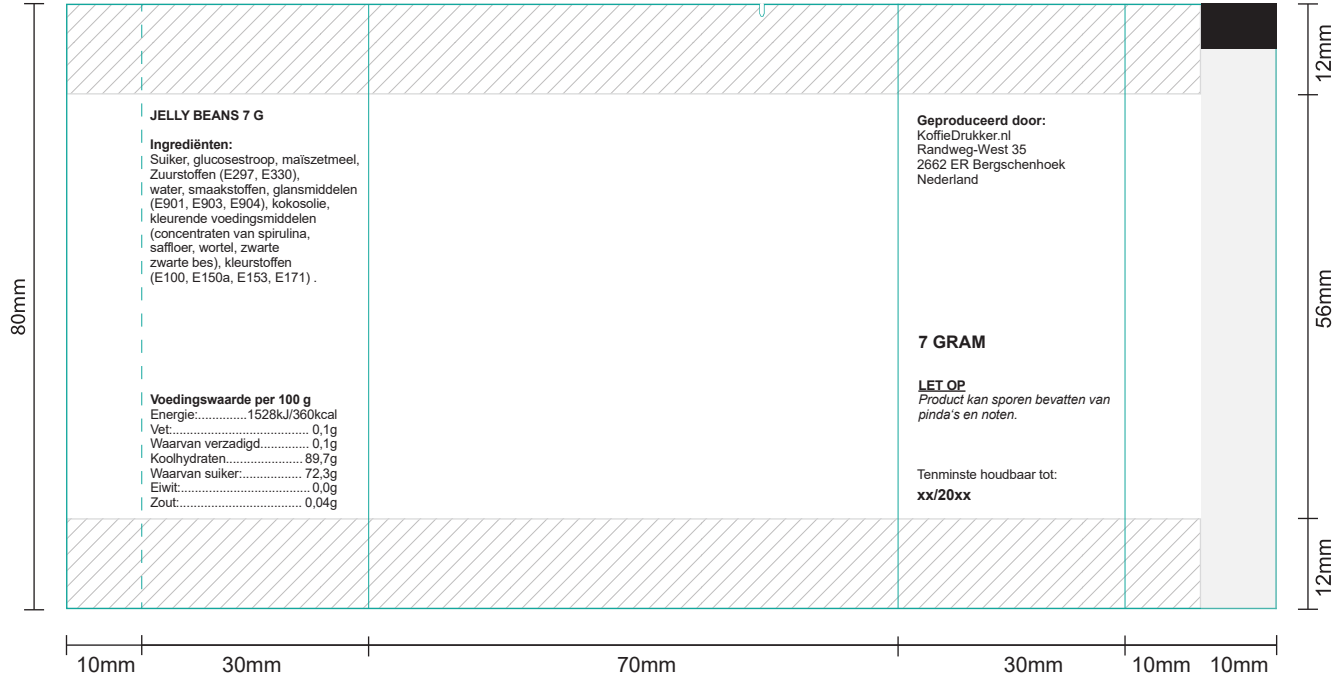 JELLY BEANS 7 G
Ingrediënten:
Suiker, glucosestroop, maïszetmeel,
Zuurstoffen (E297, E330),
water, smaakstoffen, glansmiddelen
(E901, E903, E904), kokosolie,
kleurende voedingsmiddelen
(concentraten van spirulina,
saffloer, wortel, zwarte
zwarte bes), kleurstoffen
(E100, E150a, E153, E171) .
Voedingswaarde per 100 g
Energie:..............1528kJ/360kcal
Vet:....................................... 0,1g
Waarvan verzadigd.............. 0,1g
Koolhydraten...................... 89,7g
Waarvan suiker:................. 72,3g
Eiwit:..................................... 0,0g
Zout:................................... 0,04g
Geproduceerd door:
KoffieDrukker.nl
Randweg-West 35
2662 ER Bergschenhoek
Nederland
7 GRAM
LET OP
Product kan sporen bevatten van
pinda's en noten.
Tenminste houdbaar tot:
xx/20xx
80mm
12mm
56mm
12mm
10mm
30mm
70mm
30mm
10mm
10mm